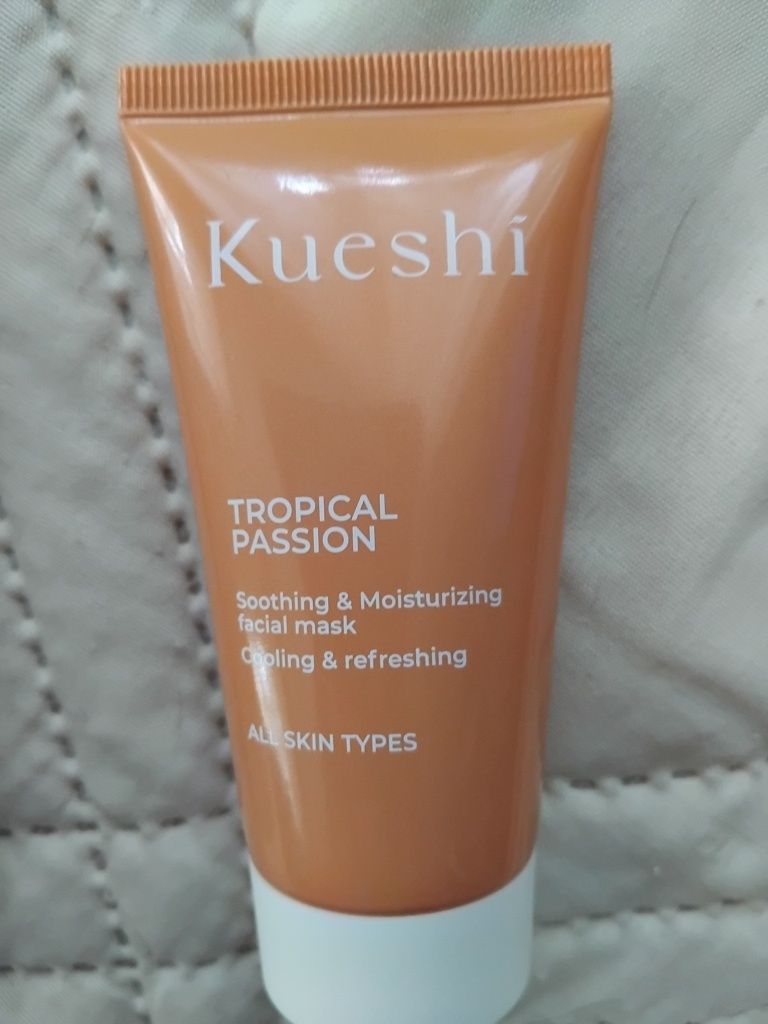 Kueshi
TROPICAL
PASSION
Soothing & Moisturizing
facial mask
Cooling & refreshing
ALL SKIN TYPES